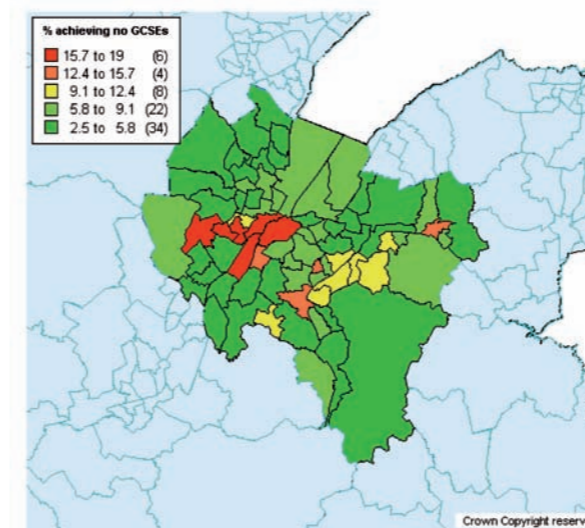 % achieving no GCSEs
15.7 to 19 (6)
12.4 to 15.7 (4)
9.1 to 12.4 (8)
5.8 to 9.1 (22)
2.5 to 5.8 (34)
Crown Copyright reserv